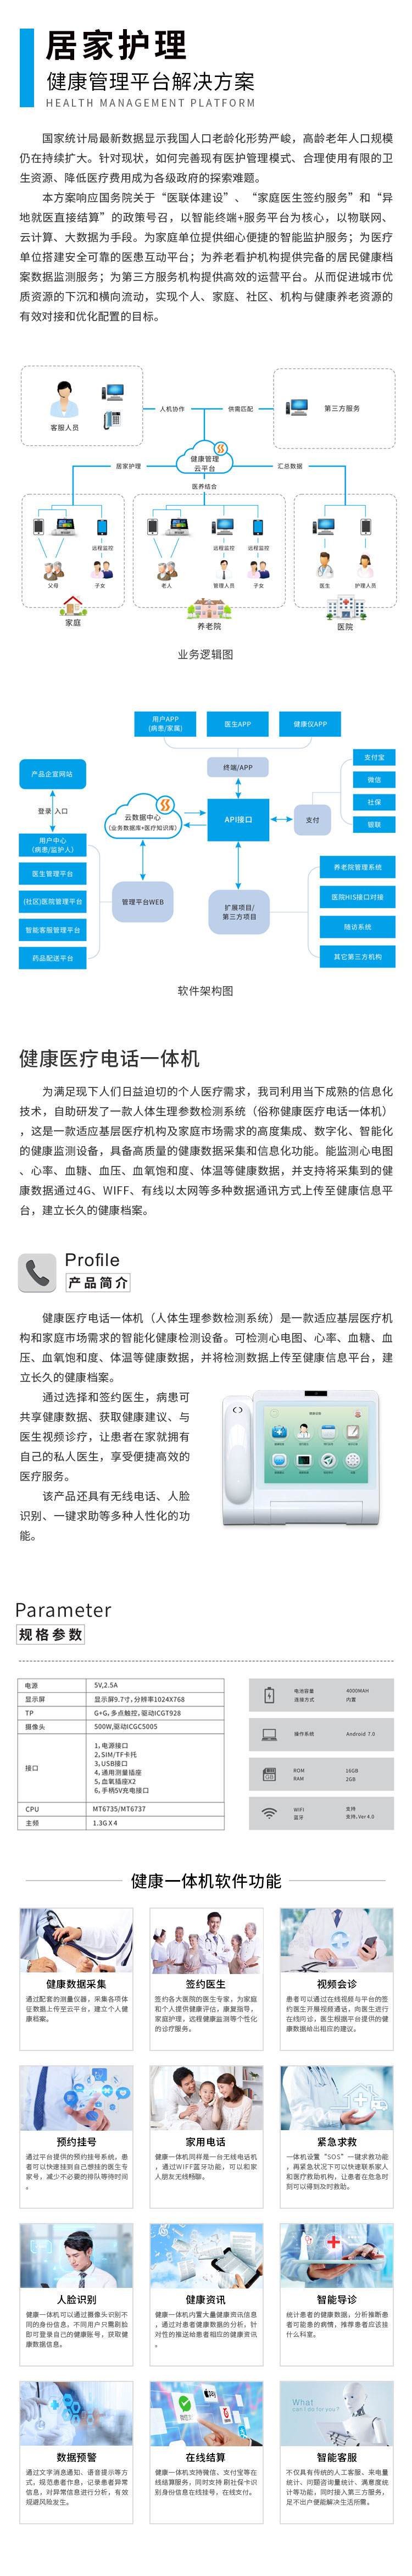 居家护理
健康管理平台解决方案
HEALTH MANAGEMENT PLATFORM
国家统计局最新数据显示我国人口老龄化形势严峻，高龄老年人口规模
仍在持续扩大。针对现状，如何完善现有医护管理模式、合理使用有限的卫
生资源、降低医疗费用成为各级政府的探索难题。
本方案响应国务院关于“医联体建设”、“家庭医生签约服务”和“异
地就医直接结算”的政策号召，以智能终端+服务平台为核心，以物联网、
云计算、大数据为手段。为家庭单位提供细心便捷的智能监护服务；为医疗
单位搭建安全可靠的医患互动平台；为养老看护机构提供完备的居民健康档
案数据监测服务；为第三方服务机构提供高效的运营平台。从而促进城市优
质资源的下沉和横向流动，实现个人、家庭、社区、机构与健康养老资源的
有效对接和优化配置的目标。
客服人员
人机协作
供需匹配
第三方服务
健康管理
云平台
居家护理
汇总数据
医养结合
远程监控
远程监控
远程监控
父母
子女
老人
管理人员
子女
医生
护理人员
家庭
养老院
医院
业务逻辑图
用户APP
(病患/家属)
医生APP
健康仪APP
终端/APP
支付宝
微信
社保
银联
产品企宣网站
登录 入口
云数据中心
(业务数据库+医疗知识库)
API接口
支付
用户中心
(病患/监护人)
医生管理平台
(社区)医院管理平台
智能客服管理平台
药品配送平台
管理平台WEB
扩展项目/
第三方项目
养老院管理系统
医院HIS接口对接
随访系统
其它第三方机构
软件架构图
健康医疗电话一体机
为满足现下人们日益迫切的个人医疗需求，我司利用当下成熟的信息化
技术，自助研发了一款人体生理参数检测系统（俗称健康医疗电话一体机）
，这是一款适应基层医疗机构及家庭市场需求的高度集成、数字化、智能化
的健康监测设备，具备高质量的健康数据采集和信息化功能。能监测心电图
、心率、血糖、血压、血氧饱和度、体温等健康数据，并支持将采集到的健
康数据通过4G、WIFF、有线以太网等多种数据通讯方式上传至健康信息平
台，建立长久的健康档案。
Profile
产品简介
健康医疗电话一体机（人体生理参数检测系统）是一款适应基层医疗机
构和家庭市场需求的智能化健康检测设备。可检测心电图、心率、血糖、血
压、血氧饱和度、体温等健康数据，并将检测数据上传至健康信息平台，建
立长久的健康档案。
通过选择和签约医生，病患可
共享健康数据、获取健康建议、与
医生视频诊疗，让患者在家就拥有
自己的私人医生，享受便捷高效的
医疗服务。
该产品还具有无线电话、人脸
识别、一键求助等多种人性化的功
能。
Parameter
规格参数
电源 5V,2.5A
显示屏 显示屏9.7寸,分辨率1024X768
TP G+G,多点触控,驱动ICGT928
摄像头 500W,驱动ICGC5005
接口
1,电源接口
2,SIM/TF卡托
3,USB接口
4,通用测量插座
5,血氧插座X2
6,手柄5V充电接口
CPU MT6735/MT6737
主频 1.3G X 4
电池容量 4000MAH
连接方式 内置
操作系统 Android 7.0
ROM 16GB
RAM 2GB
WIFI 支持
蓝牙 支持,Ver4.0
健康一体机软件功能
健康数据采集
通过配套的测量仪器，采集各项体
征数据上传至云平台，建立个人健
康档案。
签约医生
签约各大医院的医生专家，为家庭
和个人提供健康评估，康复指导，
家庭护理，远程健康监测等个性化
的诊疗服务。
视频会诊
患者可以通过在线视频与平台的签
约医生开展视频通话，向医生进行
在线问诊，医生根据平台提供的健
康数据给出相应的建议。
预约挂号
通过平台提供的预约挂号系统，患
者可以快速挂到自己想挂的医生专
家号，减少不必要的排队等待时间
。
家用电话
健康一体机同样是一台无线电话机
，通过WIFF蓝牙功能，可以和家
人朋友无线畅聊。
紧急求救
一体机设置“SOS”一键求救功能
，再紧急状况下可以快速联系家人
和医疗救助机构，让患者在危急时
刻可以得到及时救助。
人脸识别
健康一体机可以通过摄像头识别不
同的身份信息，不同用户只需刷脸
即可登录自己的健康账号，获取健
康数据信息。
健康资讯
健康一体机内置大量健康资讯信息
，通过对患者健康数据的分析，针
对性的推送给患者相应的健康资讯
。
智能导诊
统计患者的健康数据，分析推断患
者可能患的病情，推荐患者应该挂
什么科室。
What
can I do for you ?
数据预警
通过文字消息通知、语音提示等方
式，规范患者作息，记录患者异常
信息，对异常信息进行分析，有效
规避风险发生。
在线结算
健康一体机支持微信、支付宝等在
线结算服务，同时支持 刷社保卡识
别身份信息在线挂号，在线支付。
智能客服
不仅具有传统的人工客服、来电量
统计、问题咨询量统计、满意度统
计等功能，同时接入第三方服务，
足不出户便能解决生活所需。